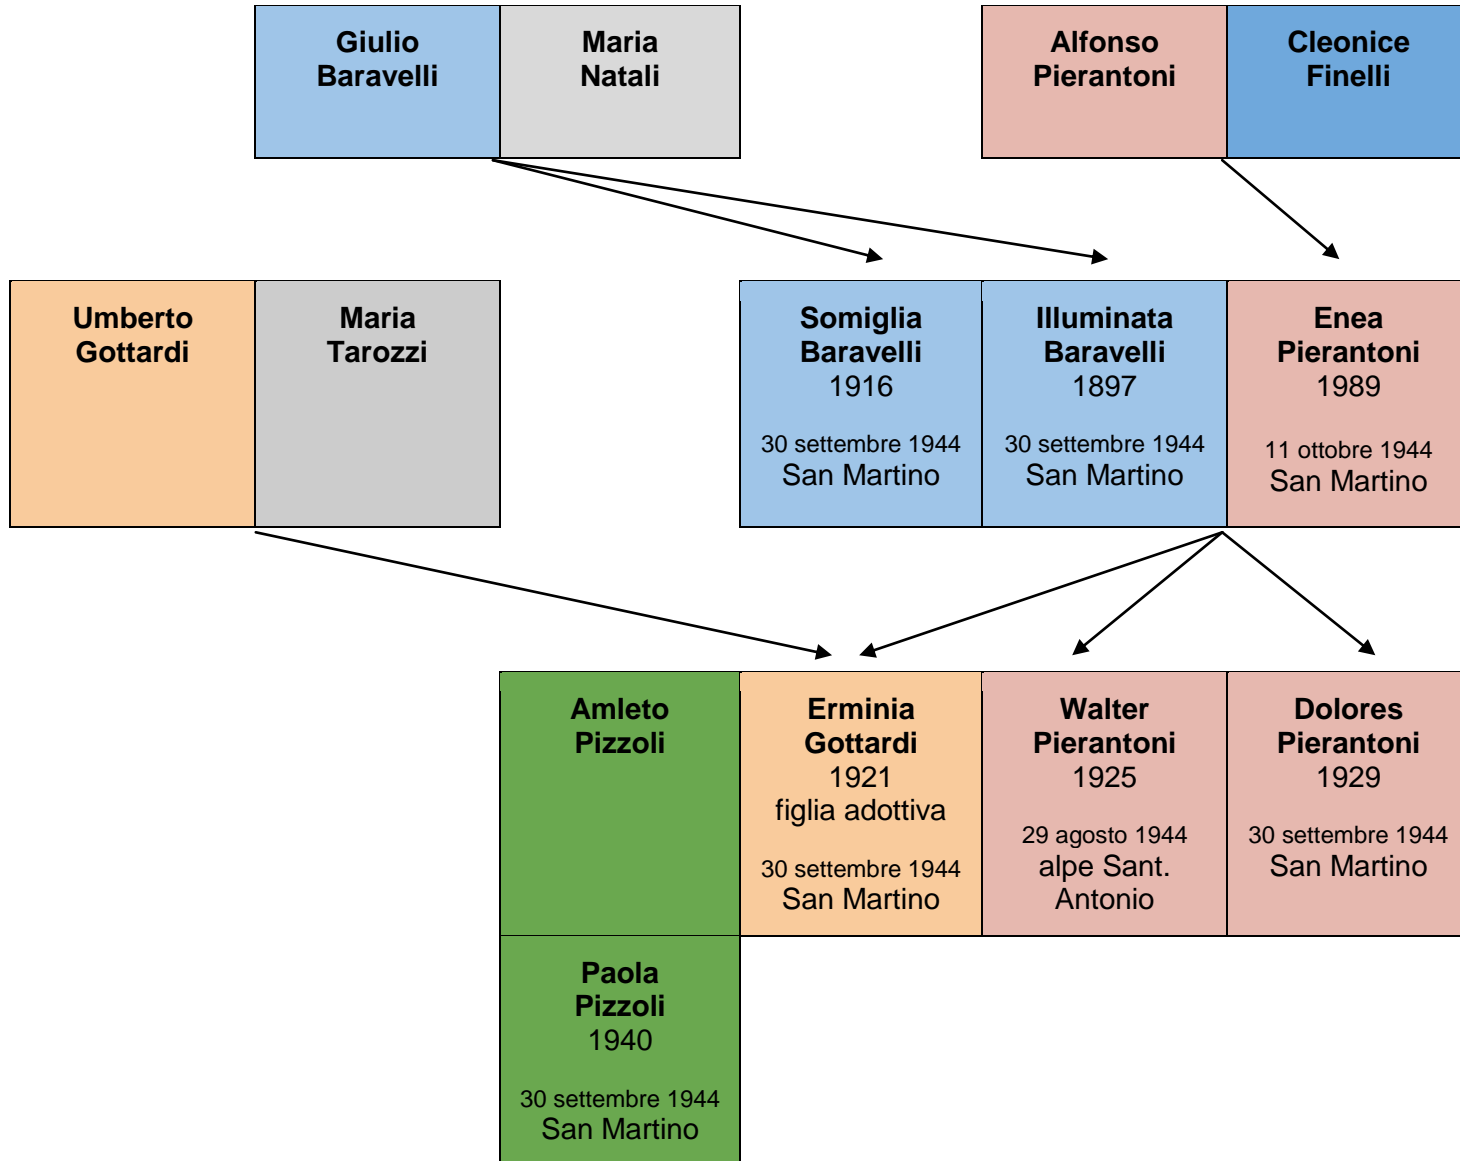 Giulio
Baravelli
Maria
Natali
Alfonso
Pierantoni
Cleonice
Finelli
Umberto
Gottardi
Maria
Tarozzi
Somiglia
Baravelli
1916
30 settembre 1944
San Martino
Illuminata
Baravelli
1897
30 settembre 1944
San Martino
Enea
Pierantoni
1989
11 ottobre 1944
San Martino
Amleto
Pizzoli
Erminia
Gottardi
1921
figlia adottiva
30 settembre 1944
San Martino
Walter
Pierantoni
1925
29 agosto 1944
alpe Sant.
Antonio
Dolores
Pierantoni
1929
30 settembre 1944
San Martino
Paola
Pizzoli
1940
30 settembre 1944
San Martino